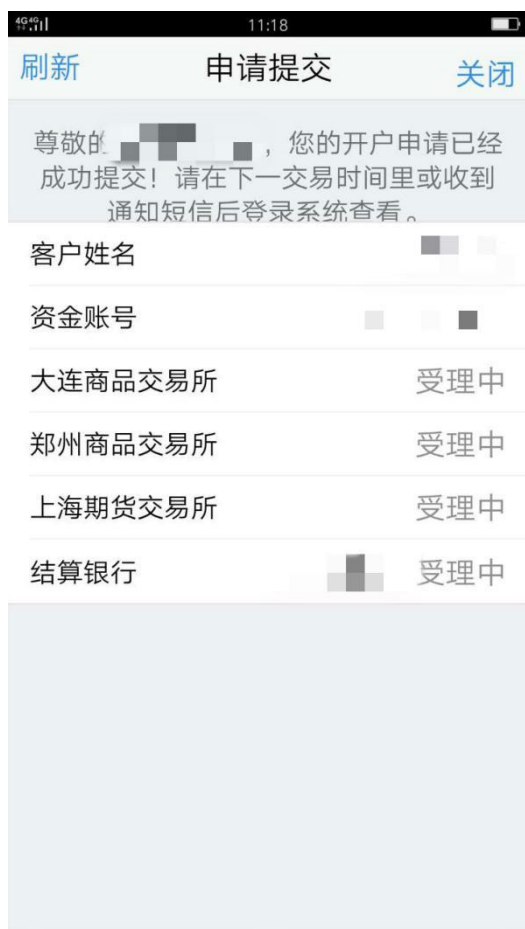 4G 4G
11:18
刷新 申请提交 关闭
尊敬的 ，您的开户申请已经
成功提交！请在下一交易时间里或收到
通知短信后登录系统查看。
客户姓名
资金账号
大连商品交易所 受理中
郑州商品交易所 受理中
上海期货交易所 受理中
结算银行 受理中